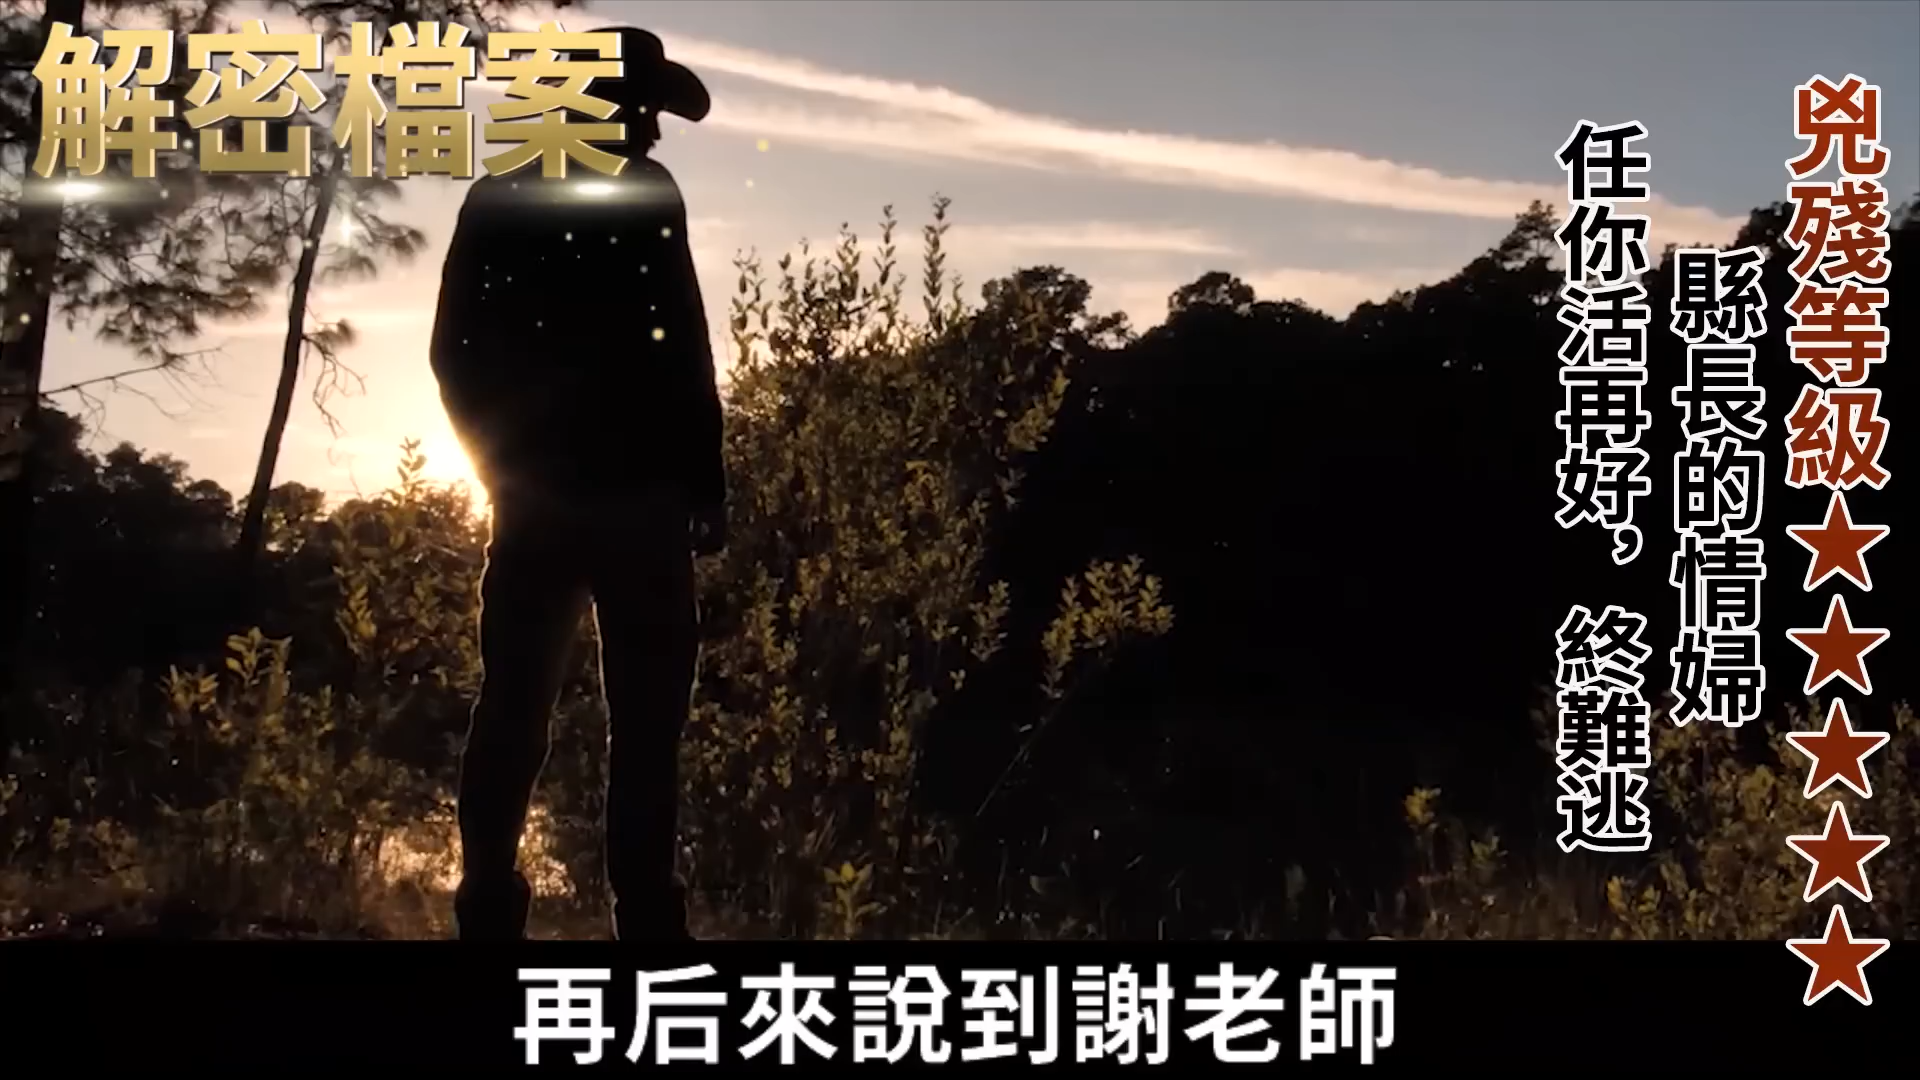 解密檔案
兇殘等級★★★★★
縣長的情婦
任你活再好，終難逃
再后來說到謝老師